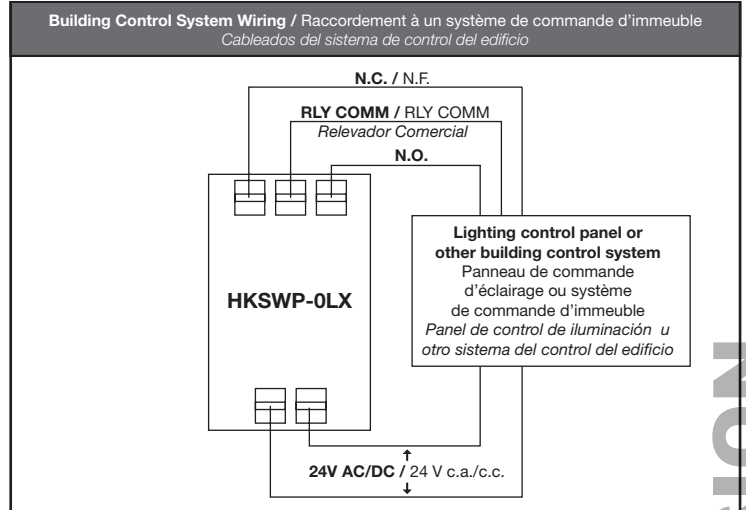 Building Control System Wiring / Raccordement à un système de commande d'immeuble
Cableados del sistema de control del edificio
N.C. / N.F.
RLY COMM / RLY COMM
Relevador Comercial
N.O.
HKSWP-0LX
Lighting control panel or
other building control system
Panneau de commande
d'éclairage ou système
de commande d'immeuble
Panel de control de iluminación u
otro sistema del control del edificio
24V AC/DC / 24 V c.a./c.c.